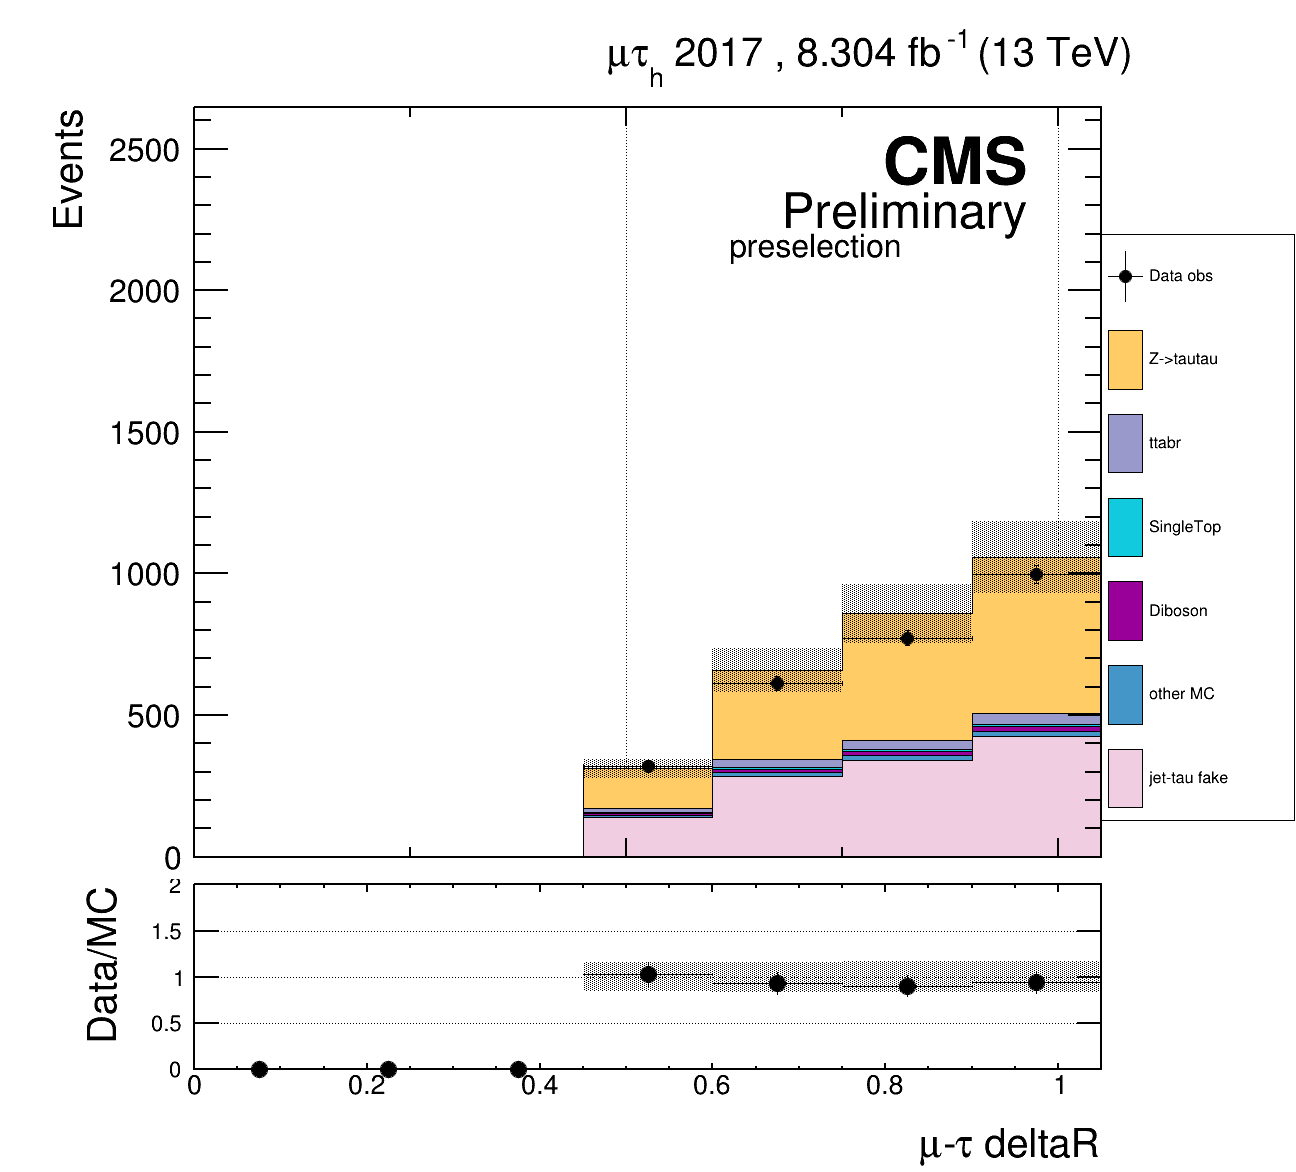 μτh 2017 , 8.304 fb-1 (13 TeV)
Events
2500
2000
1500
1000
500
0
CMS
Preliminary
preselection
Data obs
Z->tautau
ttabr
SingleTop
Diboson
other MC
jet-tau fake
Data/MC
2
1.5
1
0.5
0
0 0.2 0.4 0.6 0.8 1
μ-τ deltaR